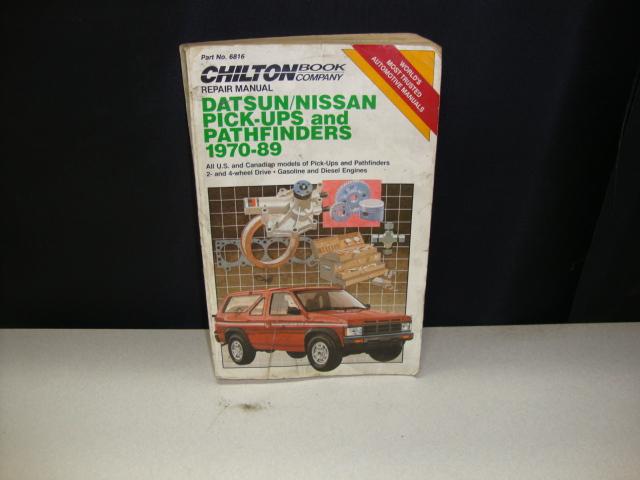 Part No. 6816
CHILTON BOOK COMPANY
REPAIR MANUAL
WORLD'S
MOST TRUSTED
AUTOMOTIVE MANUALS
DATSUN/NISSAN
PICK-UPS and
PATHFINDERS
1970-89
All U.S. and Canadian models of Pick-Ups and Pathfinders
2- and 4-wheel Drive • Gasoline and Diesel Engines